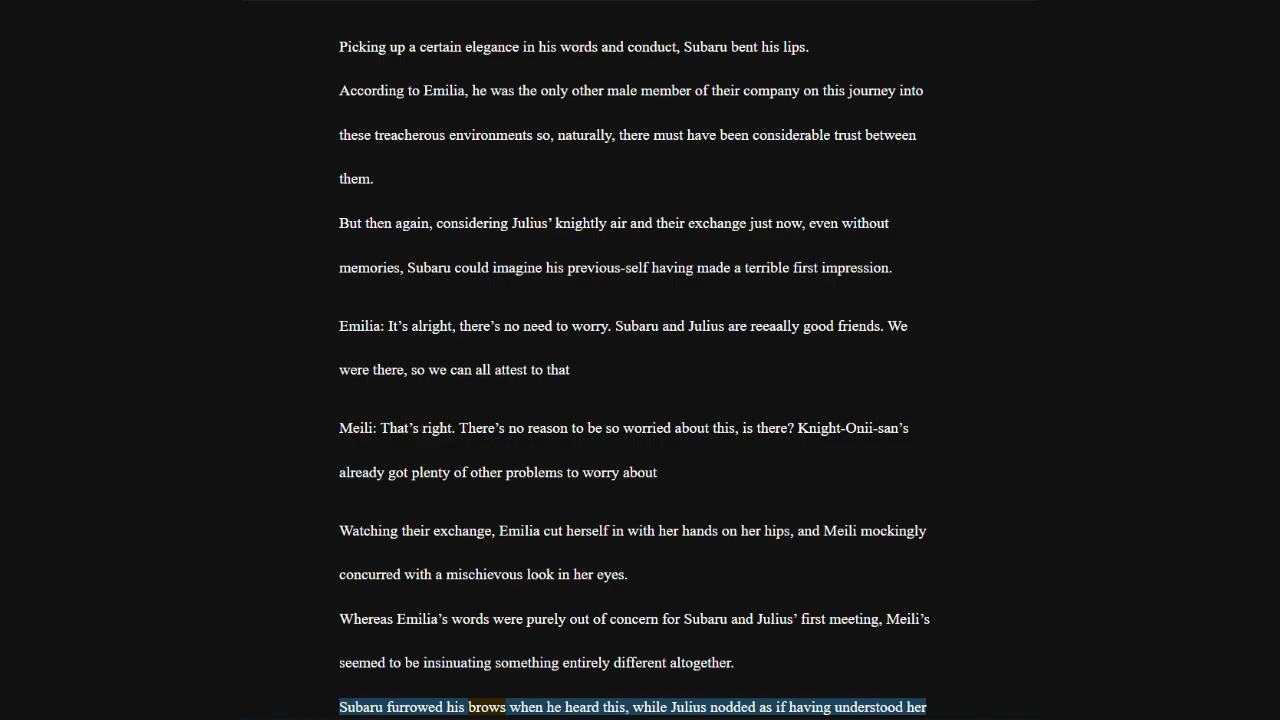 Picking up a certain elegance in his words and conduct, Subaru bent his lips.
According to Emilia, he was the only other male member of their company on this journey into
these treacherous environments so, naturally, there must have been considerable trust between
them.
But then again, considering Julius’ knightly air and their exchange just now, even without
memories, Subaru could imagine his previous-self having made a terrible first impression.
Emilia: It’s alright, there’s no need to worry. Subaru and Julius are reeaally good friends. We
were there, so we can all attest to that
Meili: That’s right. There’s no reason to be so worried about this, is there? Knight-Onii-san’s
already got plenty of other problems to worry about
Watching their exchange, Emilia cut herself in with her hands on her hips, and Meili mockingly
concurred with a mischievous look in her eyes.
Whereas Emilia’s words were purely out of concern for Subaru and Julius’ first meeting, Meili’s
seemed to be insinuating something entirely different altogether.
Subaru furrowed his brows when he heard this, while Julius nodded as if having understood her